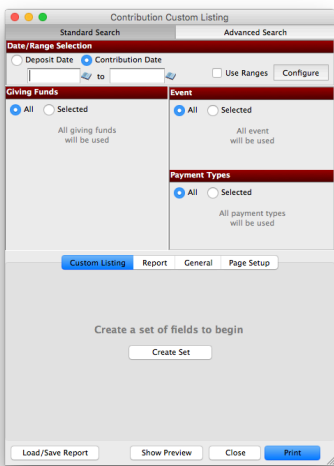 Contribution Custom Listing
Standard Search Advanced Search
Date/Range Selection
Deposit Date Contribution Date
to Use Ranges Configure
Giving Funds
All Selected
All giving funds
will be used
Event
All Selected
All event
will be used
Payment Types
All Selected
All payment types
will be used
Custom Listing Report General Page Setup
Create a set of fields to begin
Create Set
Load/Save Report Show Preview Close Print